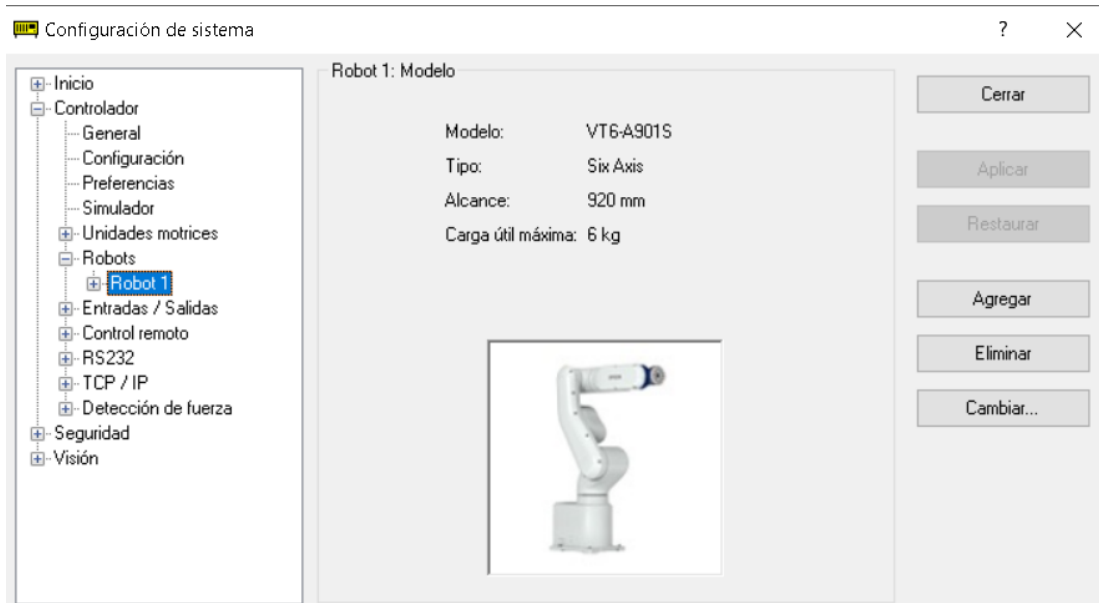 Configuración de sistema
?
Inicio
Controlador
General
Configuración
Preferencias
Simulador
Unidades motrices
Robots
Robot 1
Entradas / Salidas
Control remoto
RS232
TCP / IP
Detección de fuerza
Seguridad
Visión
Robot 1: Modelo
Modelo: VT6-A901S
Tipo: Six Axis
Alcance: 920 mm
Carga útil máxima: 6 kg
Cerrar
Aplicar
Restaurar
Agregar
Eliminar
Cambiar...